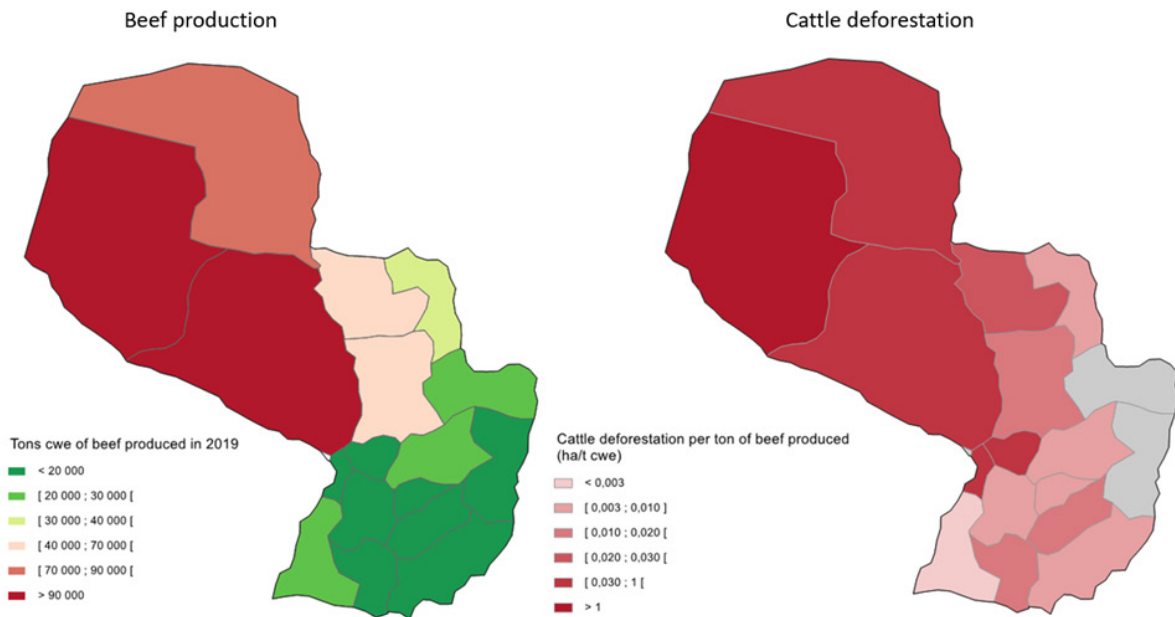 Beef production
Cattle deforestation
Tons cwe of beef produced in 2019
< 20 000
[ 20 000 ; 30 000 [
[ 30 000 ; 40 000 [
[ 40 000 ; 70 000 [
[ 70 000 ; 90 000 [
> 90 000
Cattle deforestation per ton of beef produced
(ha/t cwe)
< 0,003
[ 0,003 ; 0,010 ]
[ 0,010 ; 0,020 [
[ 0,020 ; 0,030 [
[ 0,030 ; 1 [
> 1